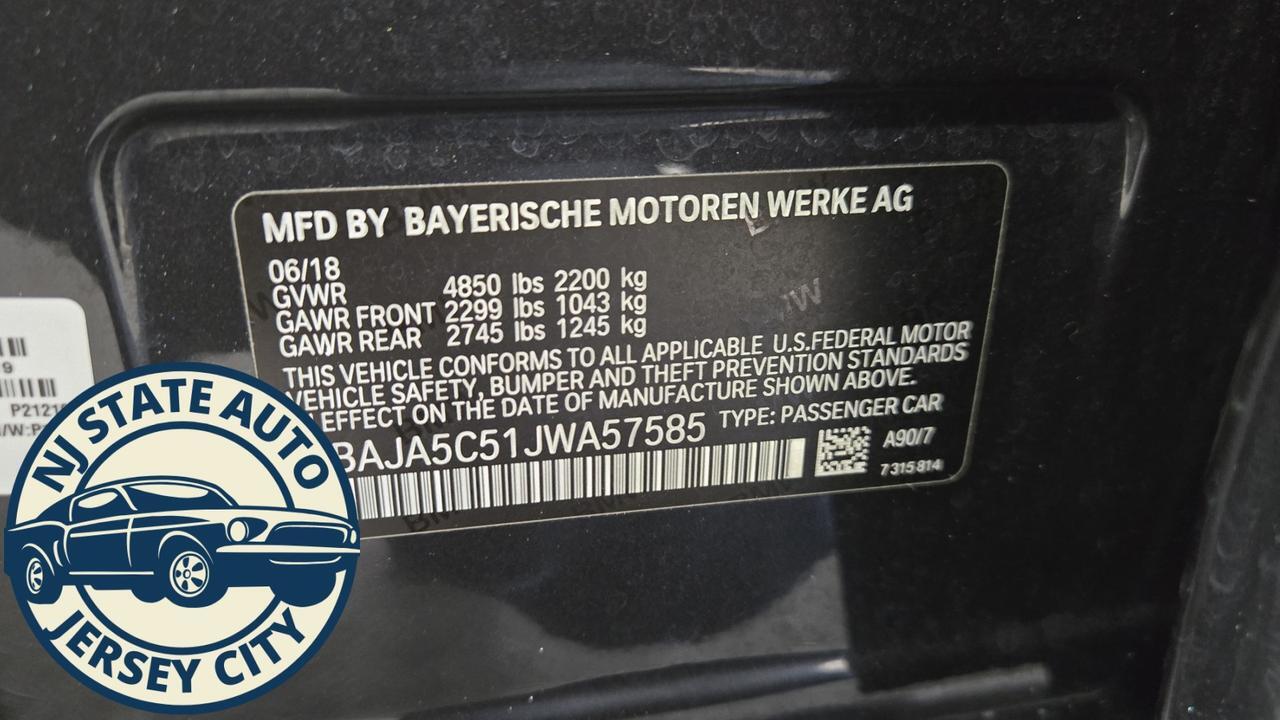 MFD BY BAYERISCHE MOTOREN WERKE AG
06/18
GVWR 4850 lbs 2200 kg
GAWR FRONT 2299 lbs 1043 kg
GAWR REAR 2745 lbs 1245 kg
THIS VEHICLE CONFORMS TO ALL APPLICABLE U.S.FEDERAL MOTOR
VEHICLE SAFETY, BUMPER AND THEFT PREVENTION STANDARDS
EFFECT ON THE DATE OF MANUFACTURE SHOWN ABOVE.
BAJA5C51JWA57585 TYPE: PASSENGER CAR
A90/7
7 315 814
NJ STATE AUTO
JERSEY CITY